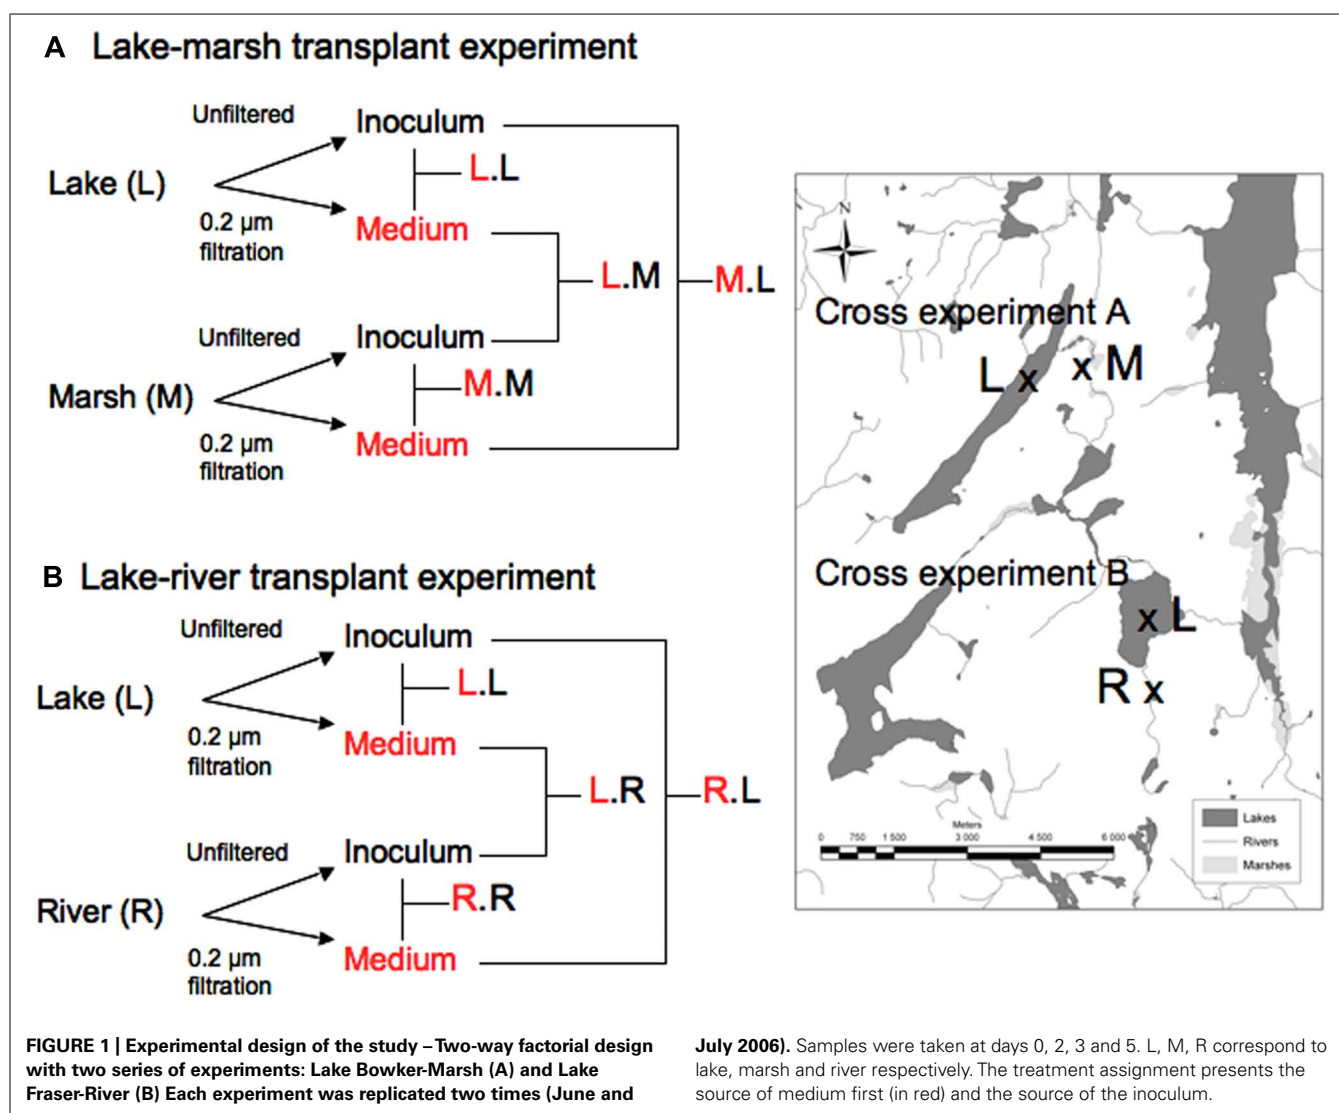 A Lake-marsh transplant experiment
Unfiltered
Inoculum
L.L
Lake (L)
0.2 µm
filtration
Medium
L.M
M.L
Unfiltered
Inoculum
M.M
Marsh (M)
0.2 µm
filtration
Medium
B Lake-river transplant experiment
Unfiltered
Inoculum
L.L
Lake (L)
0.2 µm
filtration
Medium
L.R
R.L
Unfiltered
Inoculum
R.R
River (R)
0.2 µm
filtration
Medium
N
Cross experiment A
L x
x M
Cross experiment B
x L
R x
Meters
0 750 1 500 3 000 4 500 6 000
Lakes
Rivers
Marshes
FIGURE 1 | Experimental design of the study – Two-way factorial design
with two series of experiments: Lake Bowker-Marsh (A) and Lake
Fraser-River (B) Each experiment was replicated two times (June and
July 2006). Samples were taken at days 0, 2, 3 and 5. L, M, R correspond to
lake, marsh and river respectively. The treatment assignment presents the
source of medium first (in red) and the source of the inoculum.